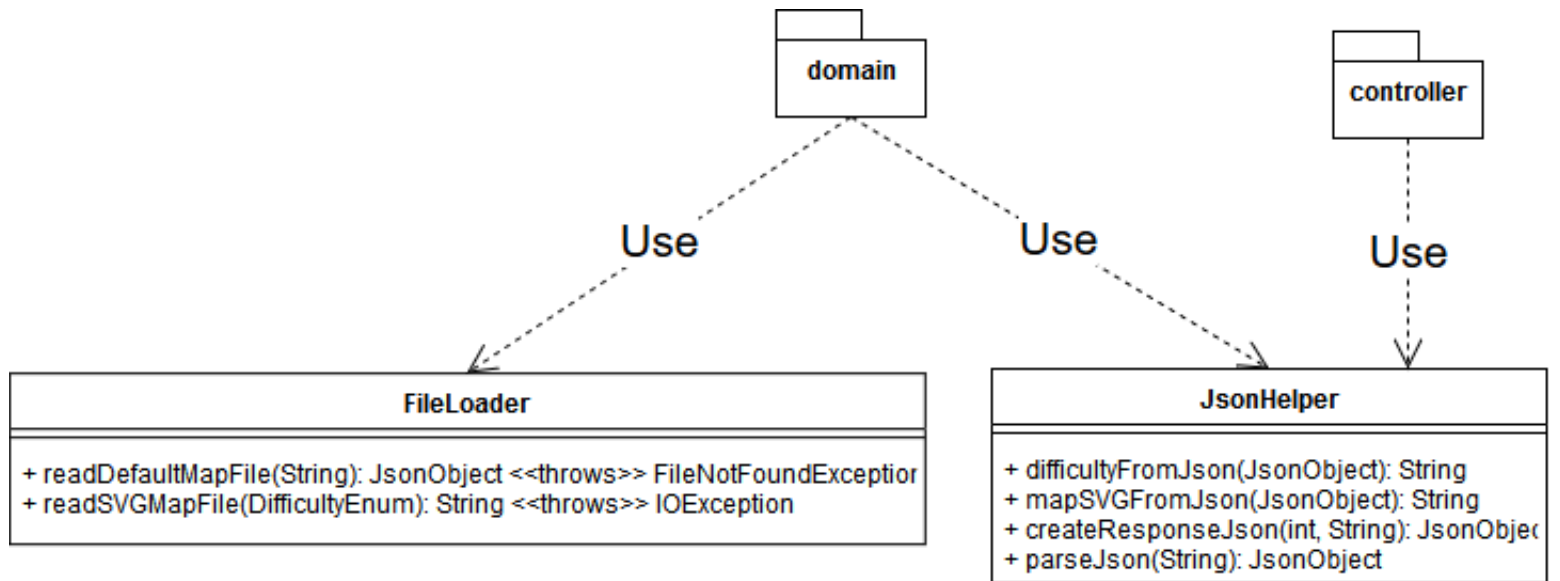 domain
controller
Use
Use
Use
FileLoader
+ readDefaultMapFile(String): JsonObject <<throws>> FileNotFoundException
+ readSVGMapFile(DifficultyEnum): String <<throws>> IOException
JsonHelper
+ difficultyFromJson(JsonObject): String
+ mapSVGFromJson(JsonObject): String
+ createResponseJson(int, String): JsonObjec
+ parseJson(String): JsonObject